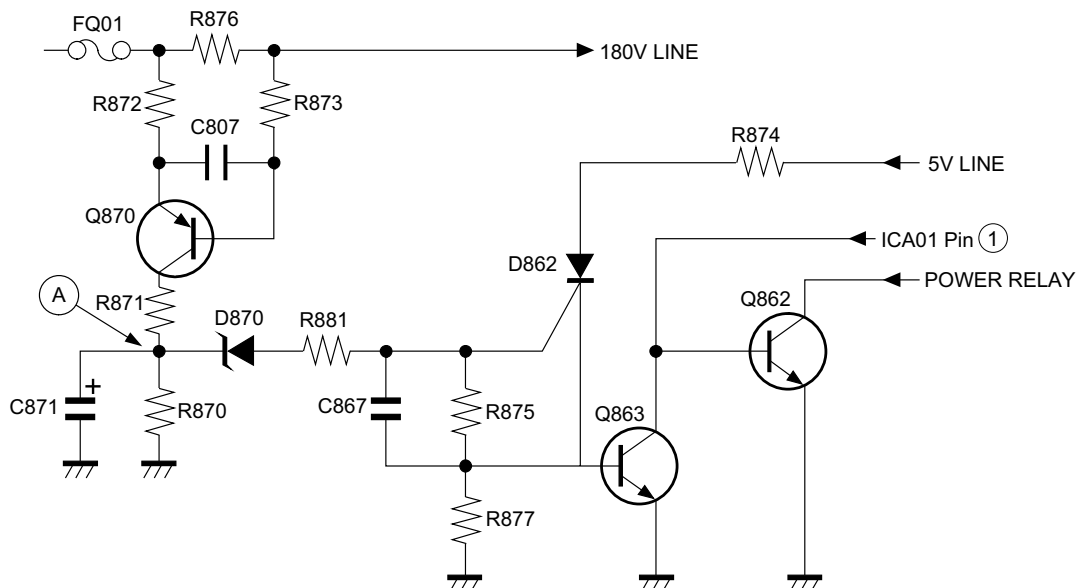 FQ01
R876
180V LINE
R872
R873
C807
R874
5V LINE
Q870
ICA01 Pin 1
D862
POWER RELAY
A
R871
Q862
D870
R881
C871
+
R870
C867
R875
Q863
R877